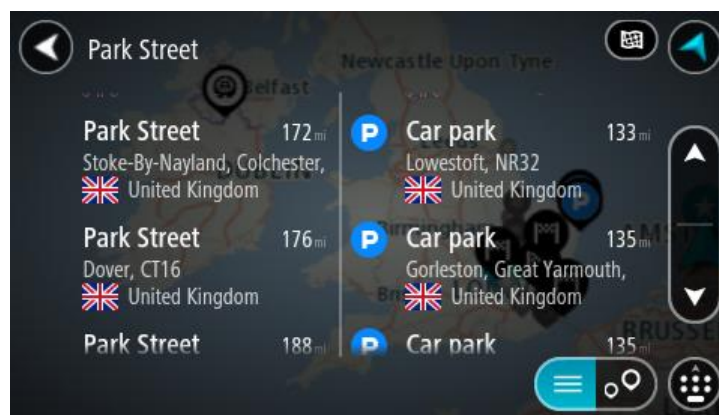 Park Street
Newcastle Upon Tyne
Belfast
Park Street 172 mi
Stoke-By-Nayland, Colchester,
United Kingdom
Park Street 176 mi
Dover, CT16
United Kingdom
Park Street 188 mi
P Car park 133 mi
Lowestoft, NR32
United Kingdom
P Car park 135 mi
Gorleston, Great Yarmouth,
United Kingdom
P Car park 135 mi
DUBLIN
Birmingham
P